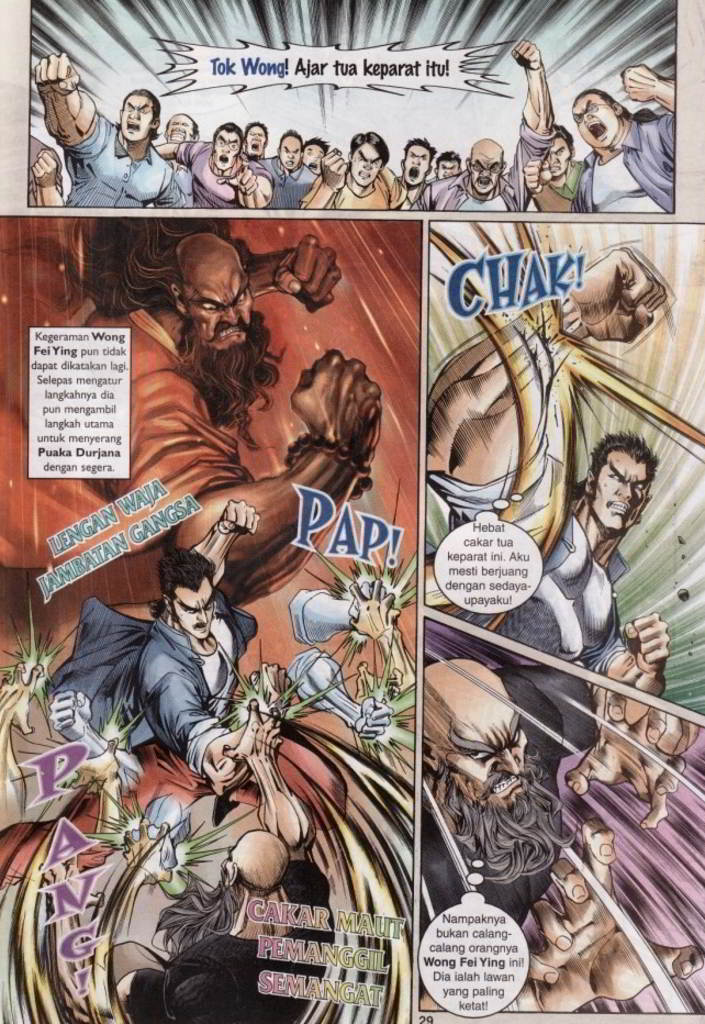 Tok Wong! Ajar tua keparat itu!
Kegeraman Wong
Fei Ying pun tidak
dapat dikatakan lagi.
Selepas mengatur
langkahnya dia
pun mengambil
langkah utama
untuk menyerang
Puaka Durjana
dengan segera.
LENGAN WAJA
JAMBATAN GANGSA
PAP!
PANG!
CAKAR MAUT
PEMANGGIL
SEMANGAT
CHAK!
Hebat
cakar tua
keparat ini. Aku
mesti berjuang
dengan sedaya-
upayaku!
Nampaknya
bukan calang-
calang orangnya
Wong Fei Ying ini!
Dia ialah lawan
yang paling
ketat!
29